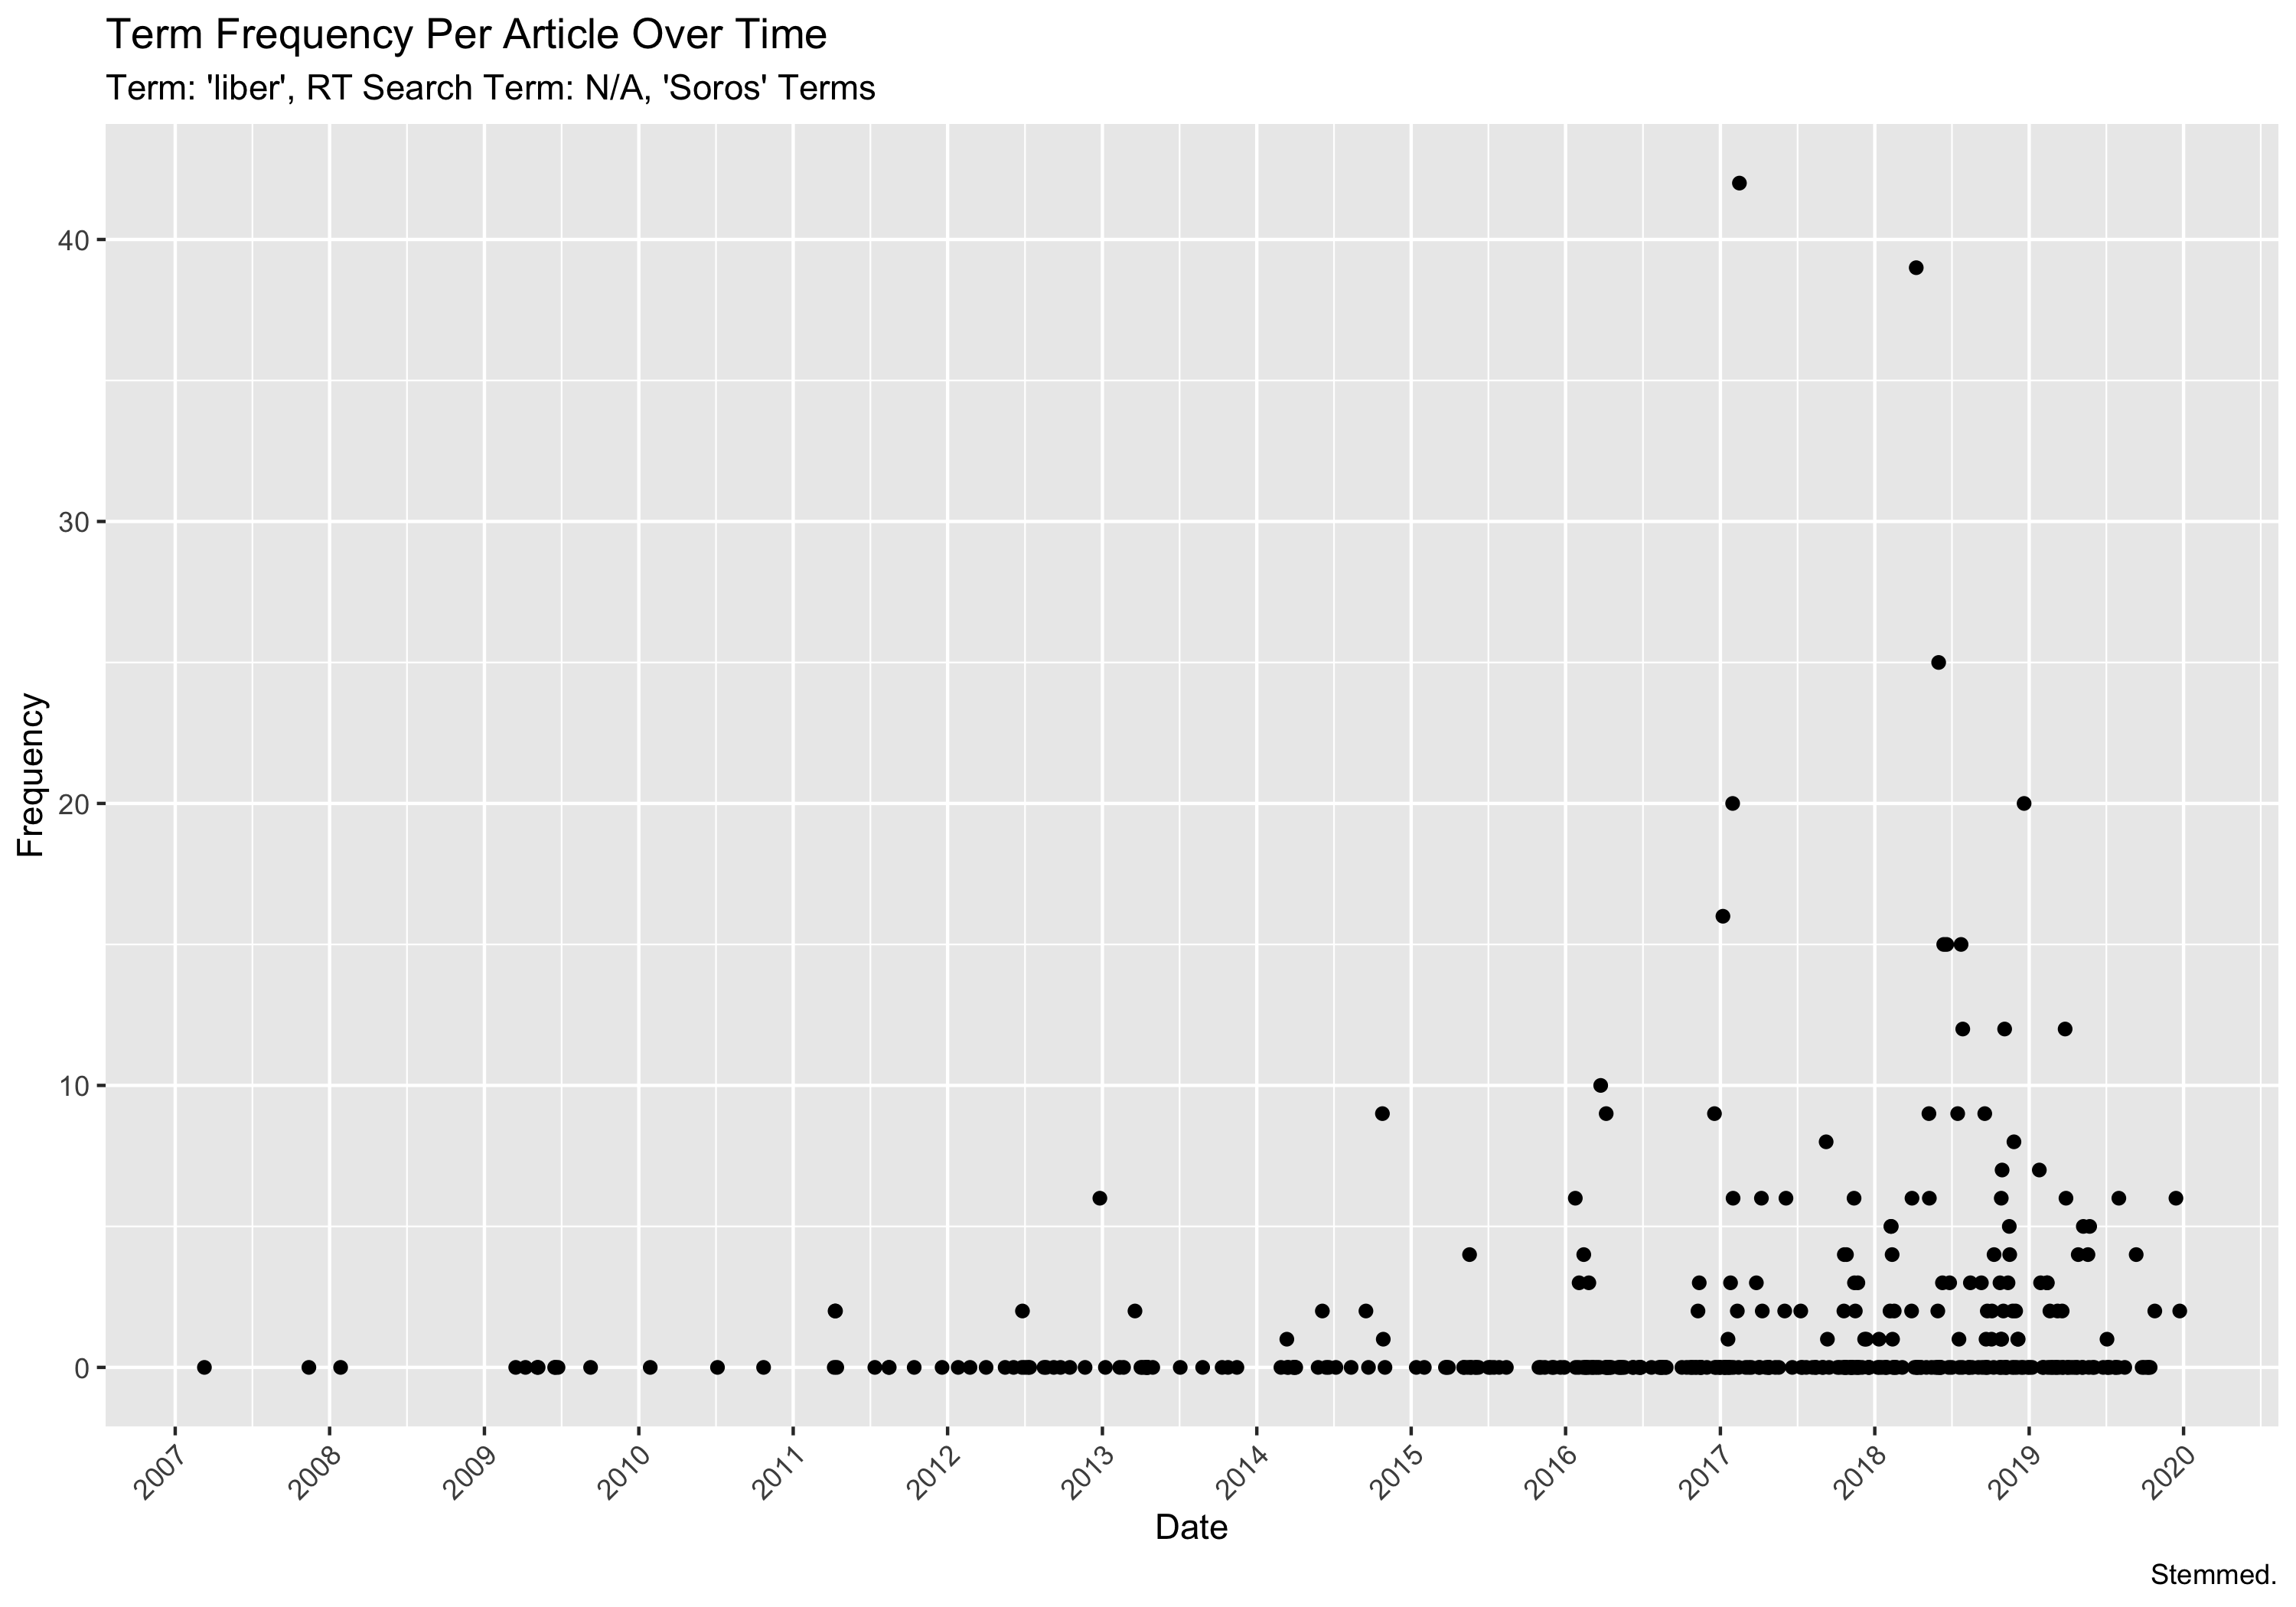 Term Frequency Per Article Over Time
Term: 'liber', RT Search Term: N/A, 'Soros' Terms
Frequency
40
30
20
10
0
2007 2008 2009 2010 2011 2012 2013 2014 2015 2016 2017 2018 2019 2020
Date
Stemmed.